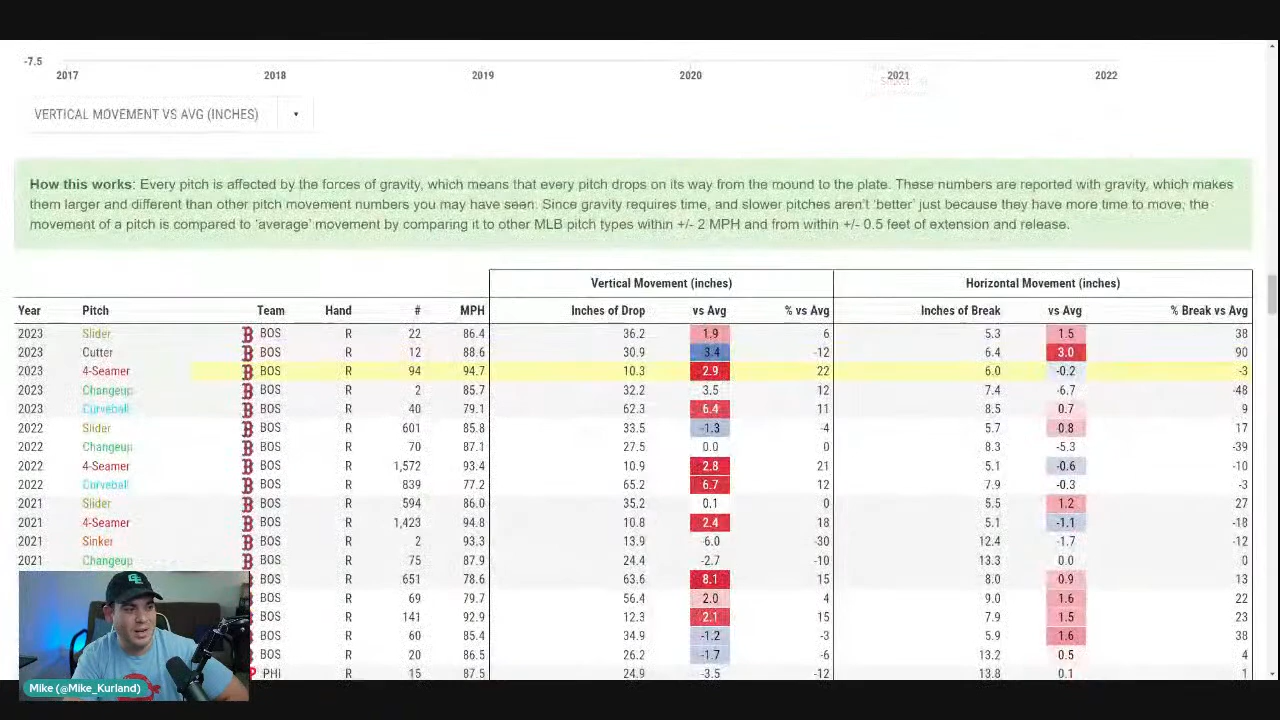 -7.5
2017 2018 2019 2020 2021 2022
VERTICAL MOVEMENT VS AVG (INCHES)
How this works: Every pitch is affected by the forces of gravity, which means that every pitch drops on its way from the mound to the plate. These numbers are reported with gravity, which makes
them larger and different than other pitch movement numbers you may have seen. Since gravity requires time, and slower pitches aren't 'better' just because they have more time to move, the
movement of a pitch is compared to 'average' movement by comparing it to other MLB pitch types within +/- 2 MPH and from within +/- 0.5 feet of extension and release.
Vertical Movement (inches) Horizontal Movement (inches)
Year Pitch Team Hand # MPH Inches of Drop vs Avg % vs Avg Inches of Break vs Avg % Break vs Avg
2023 Slider B BOS R 22 86.4 36.2 1.9 6 5.3 1.5 38
2023 Cutter B BOS R 12 88.6 30.9 -3.4 -12 6.4 3.0 90
2023 4-Seamer B BOS R 94 94.7 10.3 2.9 22 6.0 -0.2 -3
2023 Changeup B BOS R 2 85.7 32.2 3.5 12 7.4 -6.7 -48
2023 Curveball B BOS R 40 79.1 62.3 6.4 11 8.5 0.7 9
2022 Slider B BOS R 601 85.8 33.5 -1.3 -4 5.7 0.8 17
2022 Changeup B BOS R 70 87.1 27.5 0.0 0 8.3 -5.3 -39
2022 4-Seamer B BOS R 1,572 93.4 10.9 2.8 21 5.1 -0.6 -10
2022 Curveball B BOS R 839 77.2 65.2 6.7 12 7.9 -0.3 -3
2021 Slider B BOS R 594 86.0 35.2 0.1 0 5.5 1.2 27
2021 4-Seamer B BOS R 1,423 94.8 10.8 2.4 18 5.1 -1.1 -18
2021 Sinker B BOS R 2 93.3 13.9 -6.0 -30 12.4 -1.7 -12
2021 Changeup B BOS R 75 87.9 24.4 -2.7 -10 13.3 0.0 0
B BOS R 651 78.6 63.6 8.1 15 8.0 0.9 13
B BOS R 69 79.7 56.4 2.0 4 9.0 1.6 22
B BOS R 141 92.9 12.3 2.1 15 7.9 1.5 23
B BOS R 60 85.4 34.9 -1.2 -3 5.9 1.6 38
B BOS R 20 86.5 26.2 -1.7 -6 13.2 0.5 4
PHI R 15 87.5 24.9 -3.5 -12 13.8 0.1 1
Mike (@Mike_Kurland)